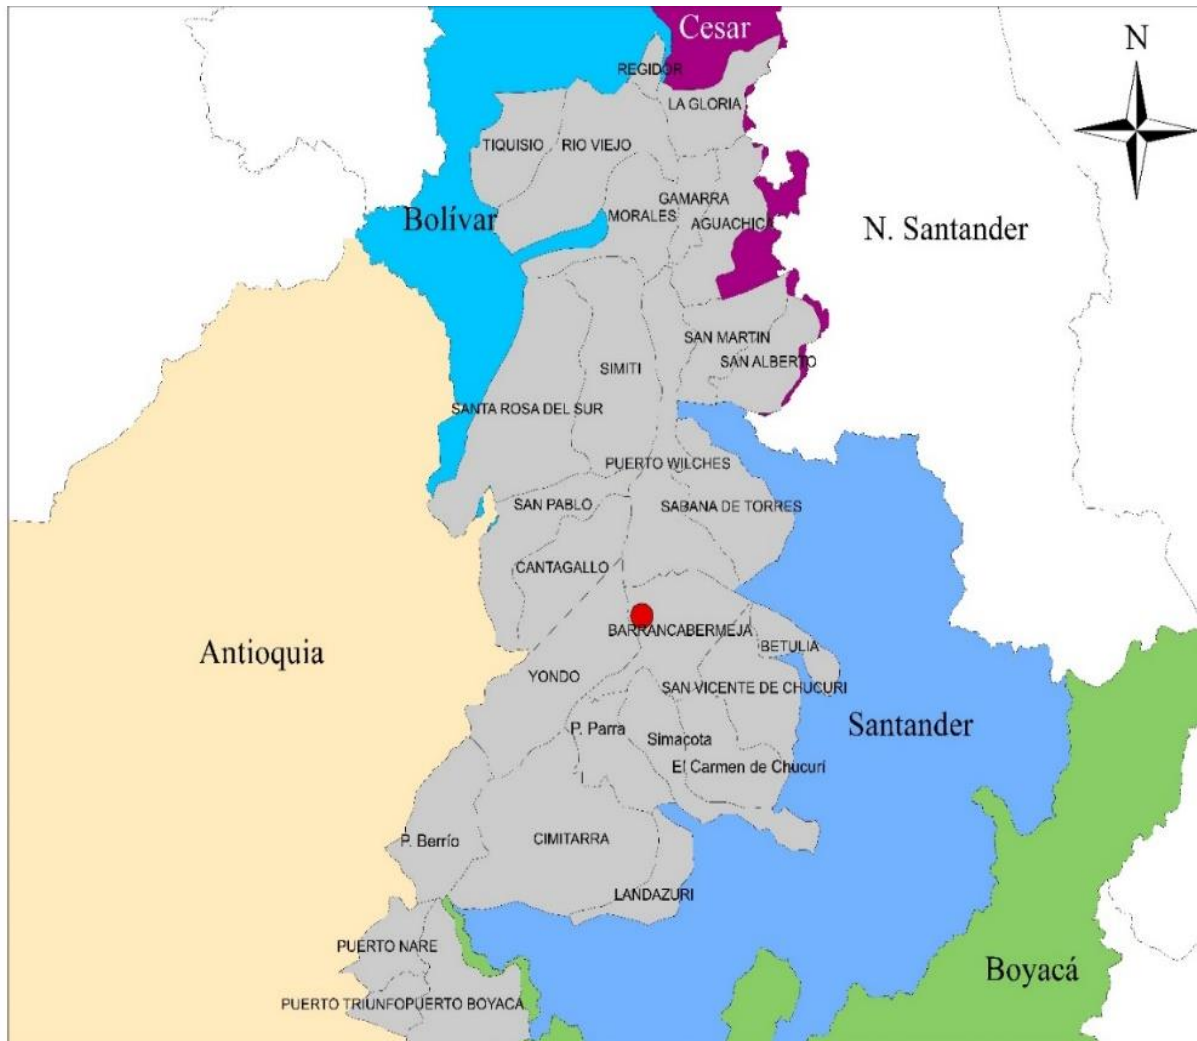 Cesar
N
REGIDOR
LA GLORIA
TIQUISIO
RIO VIEJO
GAMARRA
Bolívar
MORALES
AGUACHICA
N. Santander
SAN MARTIN
SAN ALBERTO
SIMITI
SANTA ROSA DEL SUR
PUERTO WILCHES
SAN PABLO
SABANA DE TORRES
CANTAGALLO
BARRANCABERMEJA
BETULIA
Antioquia
YONDO
SAN VICENTE DE CHUCURI
P. Parra
Simacota
Santander
El Carmen de Chucurí
P. Berrío
CIMITARRA
LANDAZURI
PUERTO NARE
Boyacá
PUERTO TRIUNFO
PUERTO BOYACÁ